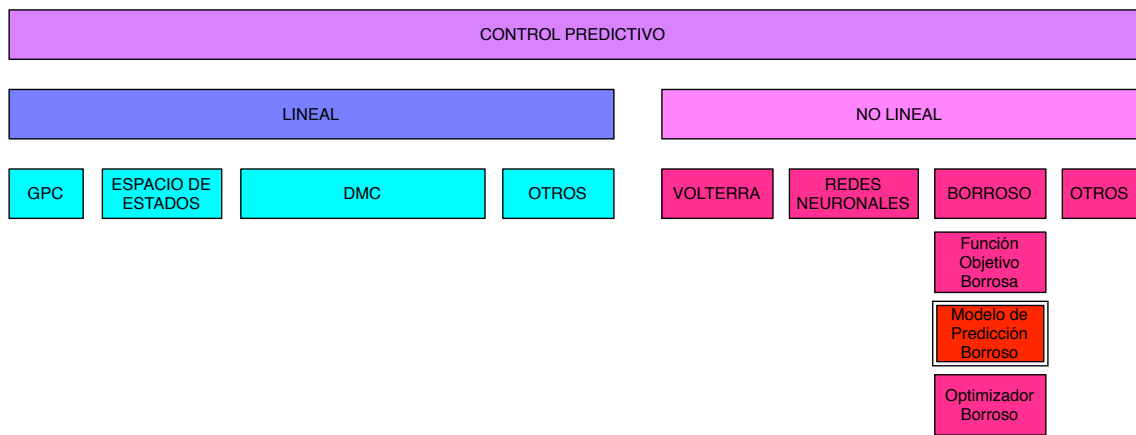 CONTROL PREDICTIVO
LINEAL
NO LINEAL
GPC
ESPACIO DE
ESTADOS
DMC
OTROS
VOLTERRA
REDES
NEURONALES
BORROSO
OTROS
Función
Objetivo
Borrosa
Modelo de
Predicción
Borroso
Optimizador
Borroso